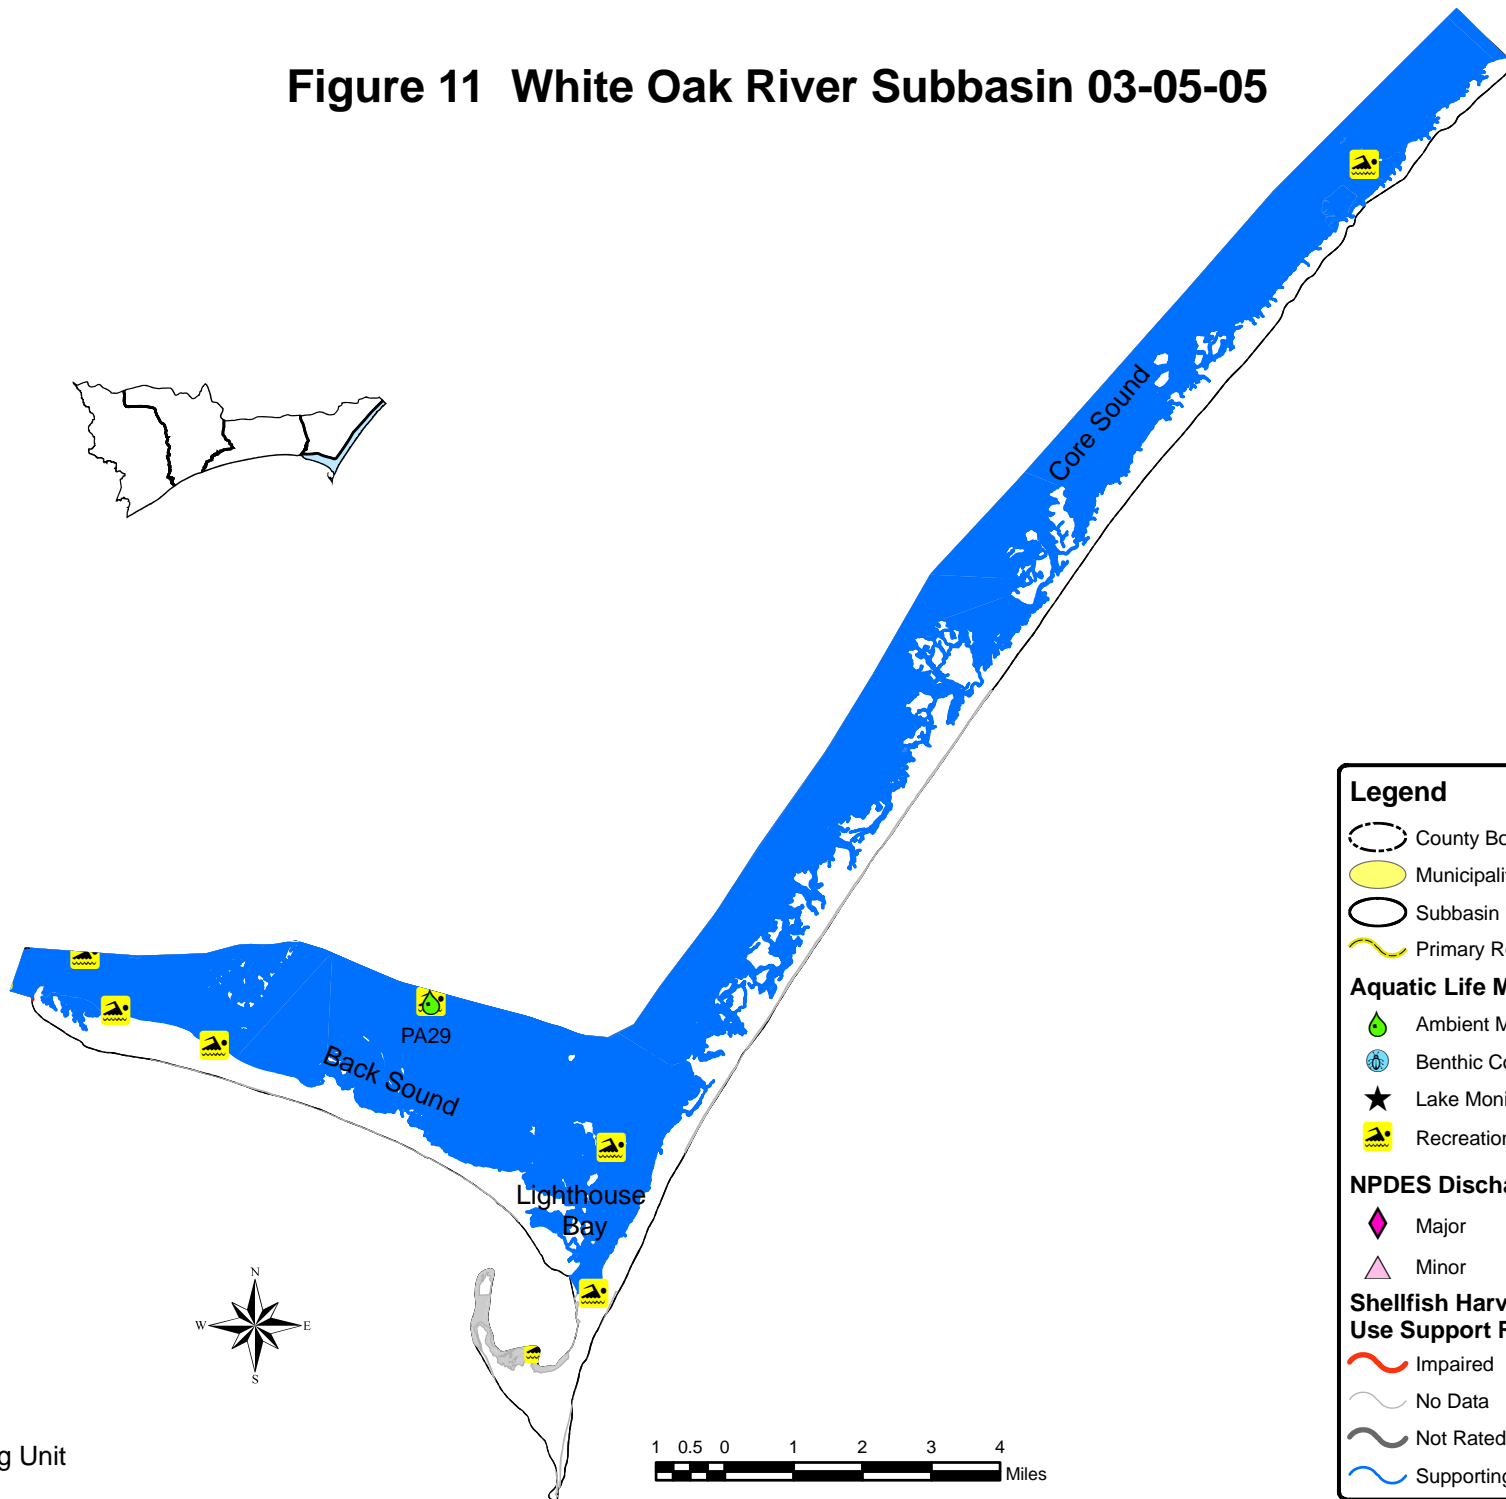 Figure 11 White Oak River Subbasin 03-05-05
Core Sound
PA29
Back Sound
Lighthouse
Bay
N
W E
S
1 0.5 0 1 2 3 4
Miles
g Unit
Legend
County Bo
Municipali
Subbasin
Primary R
Aquatic Life M
Ambient M
Benthic Co
Lake Moni
Recreation
NPDES Discha
Major
Minor
Shellfish Harv
Use Support R
Impaired
No Data
Not Rated
Supporting